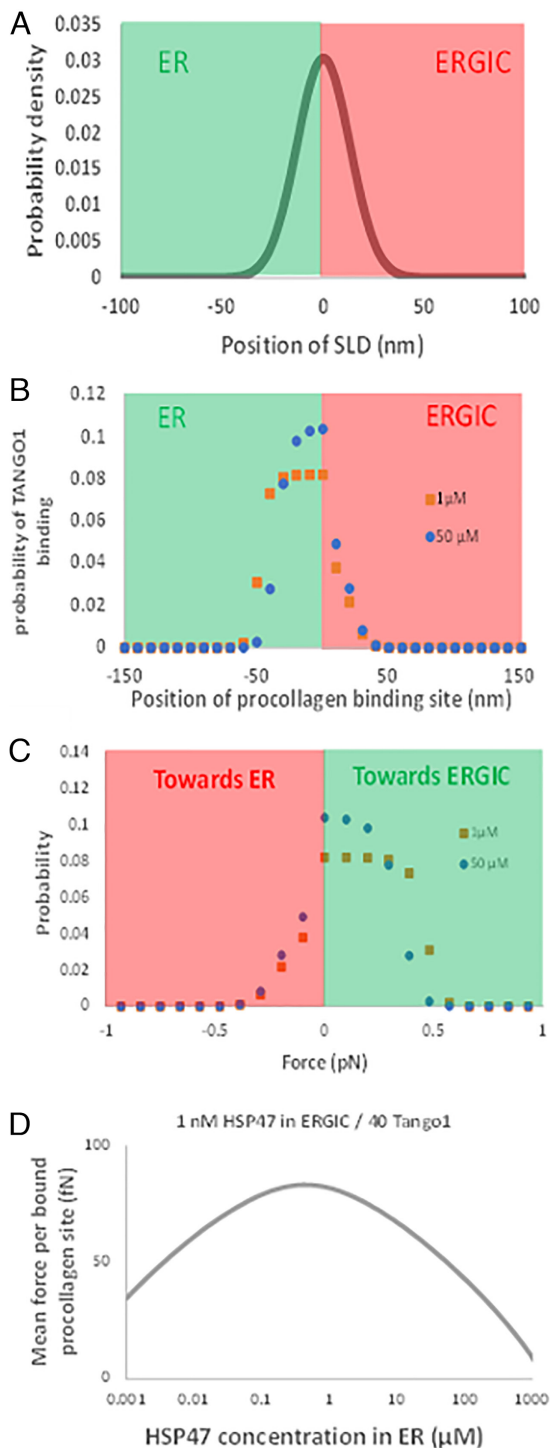 A
0.035
0.03
0.025
0.02
0.015
0.01
0.005
0
Probability density
ER
ERGIC
-100
-50
0
50
100
Position of SLD (nm)
B
0.12
0.1
0.08
0.06
0.04
0.02
0
probability of TANGO1
binding
ER
ERGIC
1μM
50 μM
-150
-50
50
150
Position of procollagen binding site (nm)
C
0.14
0.12
0.1
0.08
0.06
0.04
0.02
0
Probability
Towards ER
Towards ERGIC
1μM
50 μM
-1
-0.5
0
0.5
1
Force (pN)
D
1 nM HSP47 in ERGIC / 40 Tango1
100
50
0
Mean force per bound
procollagen site (fN)
0.001
0.01
0.1
1
10
100
1000
HSP47 concentration in ER (μM)